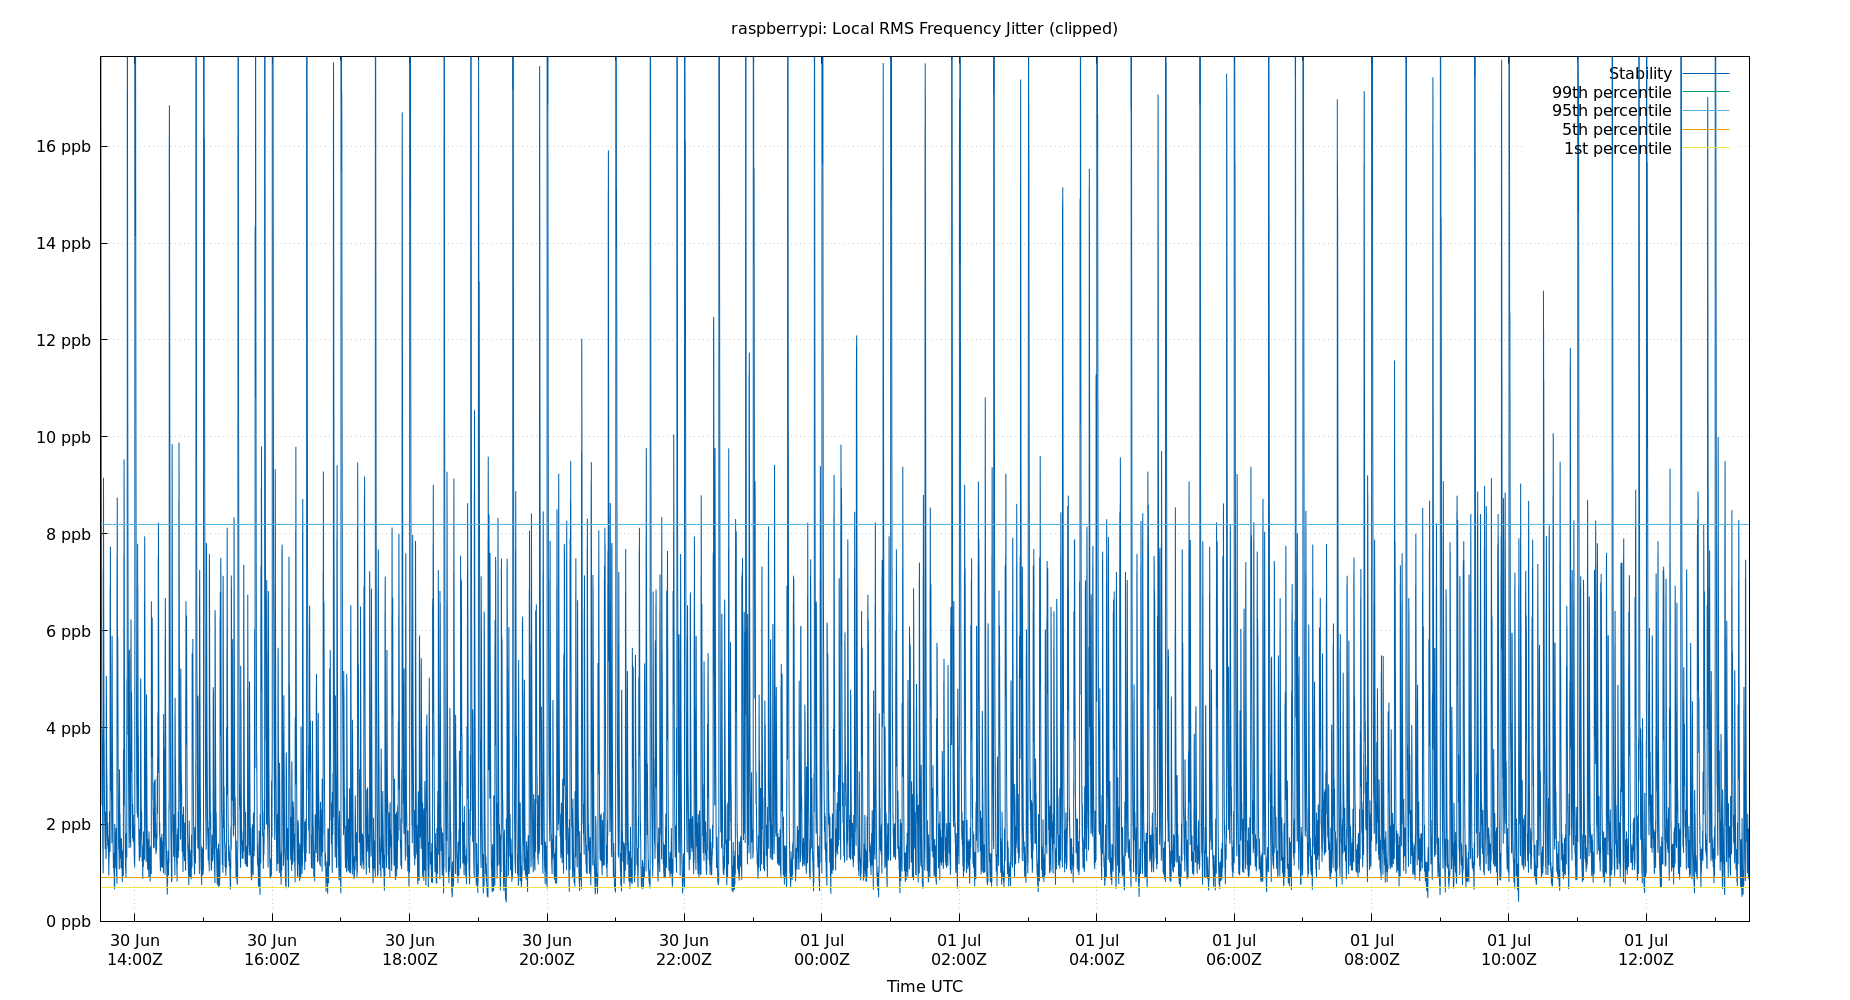 raspberrypi: Local RMS Frequency Jitter (clipped)
Stability
99th percentile
95th percentile
5th percentile
1st percentile
16 ppb
14 ppb
12 ppb
10 ppb
8 ppb
6 ppb
4 ppb
2 ppb
0 ppb
30 Jun 30 Jun 30 Jun 30 Jun 30 Jun 01 Jul 01 Jul 01 Jul 01 Jul 01 Jul 01 Jul 01 Jul
14:00Z 16:00Z 18:00Z 20:00Z 22:00Z 00:00Z 02:00Z 04:00Z 06:00Z 08:00Z 10:00Z 12:00Z
Time UTC